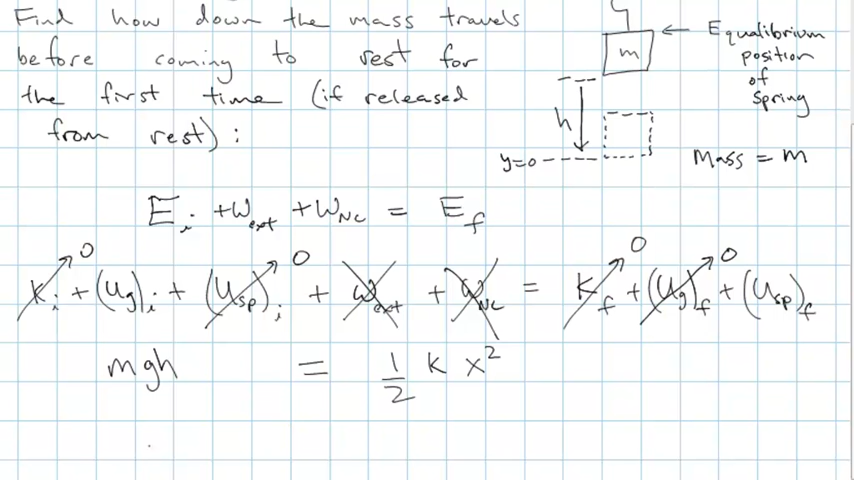 Find how down the mass travels
before coming to rest for
the first time (if released
from rest):
m
Equalibrium
position
of
spring
h
y=0
Mass = m
E_i + W_ext + W_NC = E_f
K_i + (U_g)_i + (U_sp)_i + W_ext + W_NC = K_f + (U_g)_f + (U_sp)_f
0 0 0 0
mgh = 1/2 k x^2